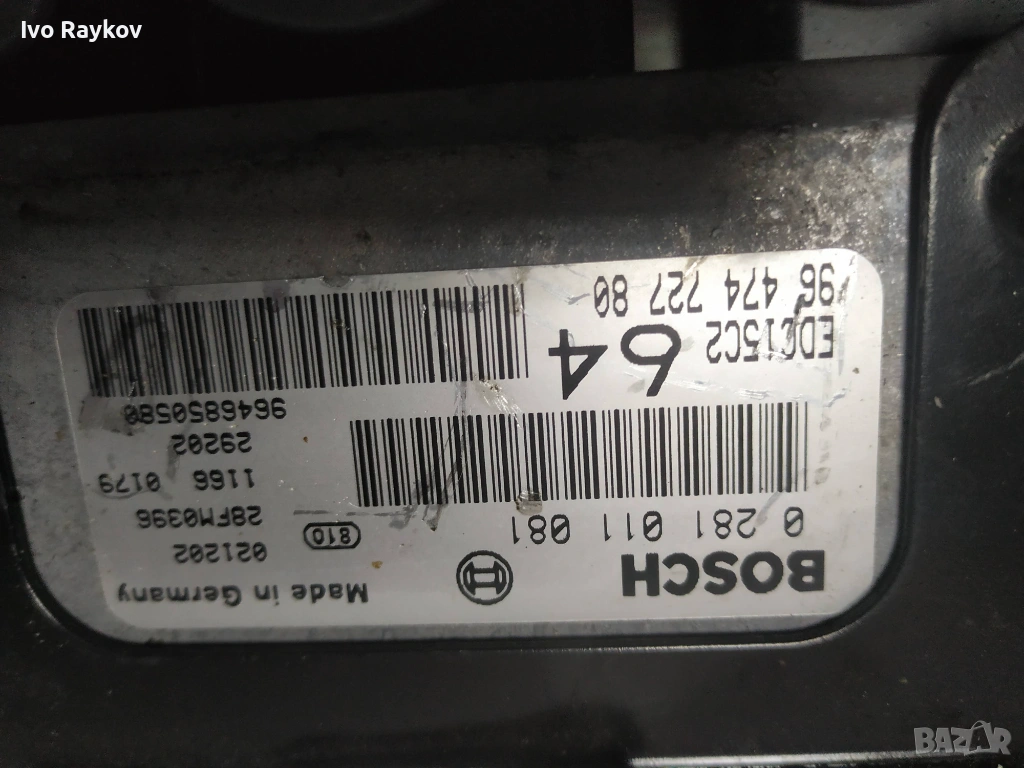 Ivo Raykov
BOSCH
Made in Germany
0 281 011 081
810
021202
28FM0396
1166 0179
29202
9646850580
EDC15C2
64
96 474 727 80
BAZAR